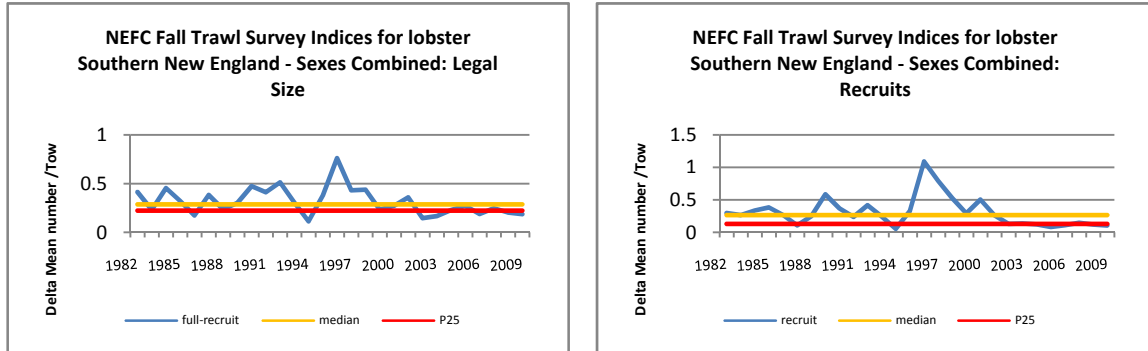 NEFC Fall Trawl Survey Indices for lobster
Southern New England - Sexes Combined: Legal
Size
Delta Mean number /Tow
1
0.5
0
1982 1985 1988 1991 1994 1997 2000 2003 2006 2009
full-recruit median P25
NEFC Fall Trawl Survey Indices for lobster
Southern New England - Sexes Combined:
Recruits
Delta Mean number /Tow
1.5
1
0.5
0
1982 1985 1988 1991 1994 1997 2000 2003 2006 2009
recruit median P25